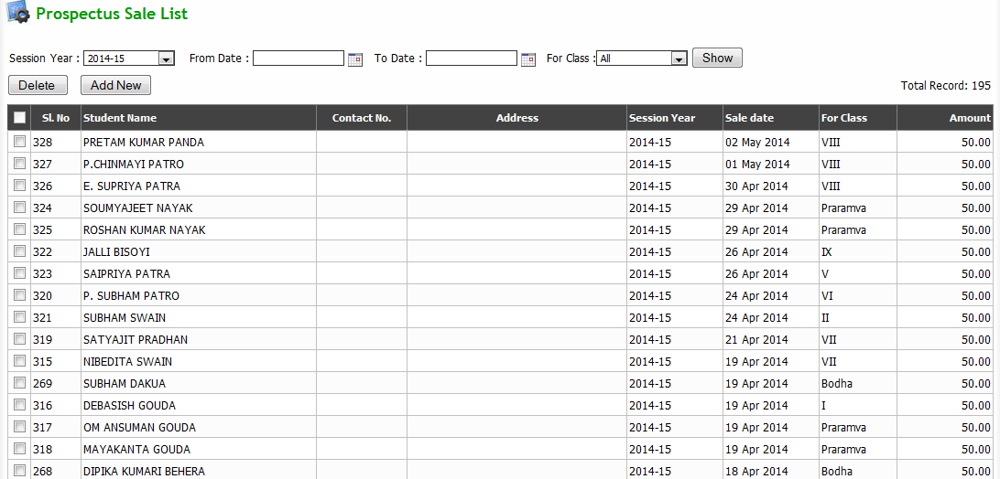 Prospectus Sale List
Session Year : 2014-15 From Date : To Date : For Class : All Show
Delete Add New Total Record: 195
Sl. No Student Name Contact No. Address Session Year Sale date For Class Amount
328 PRETAM KUMAR PANDA 2014-15 02 May 2014 VIII 50.00
327 P.CHINMAYI PATRO 2014-15 01 May 2014 VIII 50.00
326 E. SUPRIYA PATRA 2014-15 30 Apr 2014 VIII 50.00
324 SOUMYAJEET NAYAK 2014-15 29 Apr 2014 Praramva 50.00
325 ROSHAN KUMAR NAYAK 2014-15 29 Apr 2014 Praramva 50.00
322 JALLI BISOYI 2014-15 26 Apr 2014 IX 50.00
323 SAIPRIYA PATRA 2014-15 26 Apr 2014 V 50.00
320 P. SUBHAM PATRO 2014-15 24 Apr 2014 VI 50.00
321 SUBHAM SWAIN 2014-15 24 Apr 2014 II 50.00
319 SATYAJIT PRADHAN 2014-15 21 Apr 2014 VII 50.00
315 NIBEDITA SWAIN 2014-15 19 Apr 2014 VII 50.00
269 SUBHAM DAKUA 2014-15 19 Apr 2014 Bodha 50.00
316 DEBASISH GOUDA 2014-15 19 Apr 2014 I 50.00
317 OM ANSUMAN GOUDA 2014-15 19 Apr 2014 Praramva 50.00
318 MAYAKANTA GOUDA 2014-15 19 Apr 2014 Praramva 50.00
268 DIPIKA KUMARI BEHERA 2014-15 18 Apr 2014 Bodha 50.00